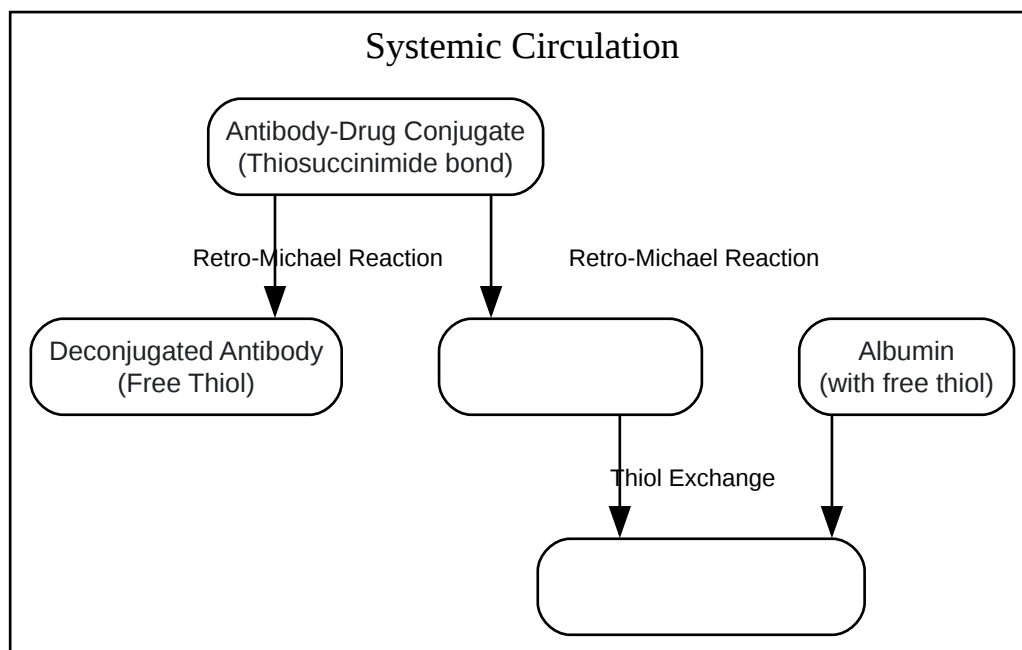 Systemic Circulation
Antibody-Drug Conjugate
(Thiosuccinimide bond)
Retro-Michael Reaction
Retro-Michael Reaction
Deconjugated Antibody
(Free Thiol)
Albumin
(with free thiol)
Thiol Exchange